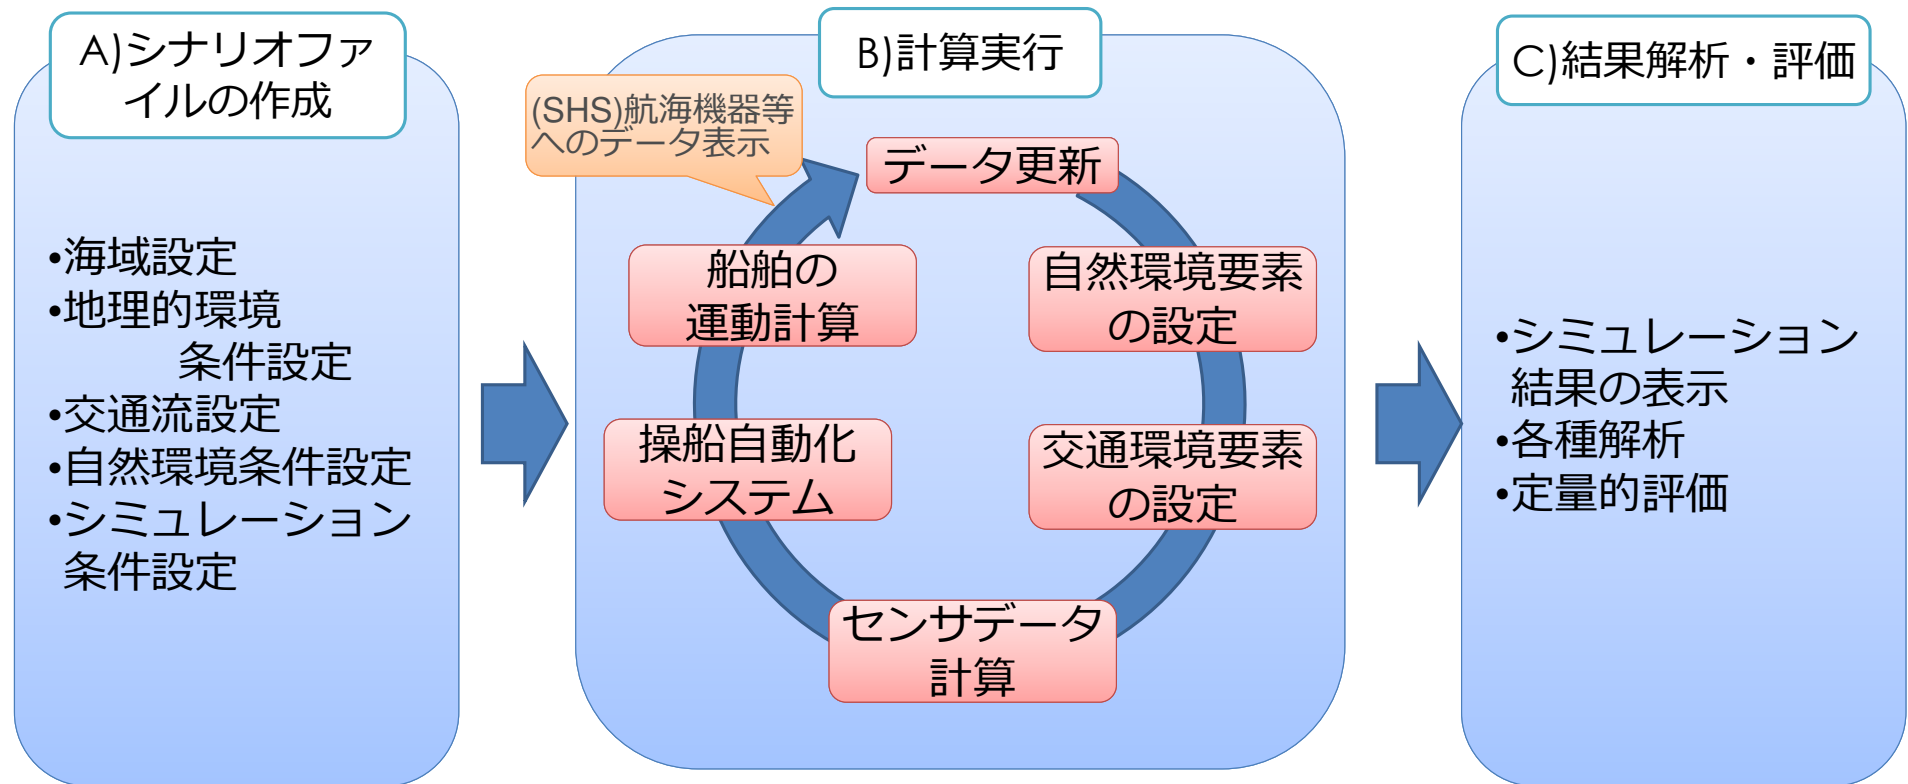 A)シナリオファ
イルの作成
•海域設定
•地理的環境
条件設定
•交通流設定
•自然環境条件設定
•シミュレーション
条件設定
B)計算実行
(SHS)航海機器等
へのデータ表示
データ更新
自然環境要素
の設定
交通環境要素
の設定
センサデータ
計算
操船自動化
システム
船舶の
運動計算
C)結果解析・評価
•シミュレーション
結果の表示
•各種解析
•定量的評価